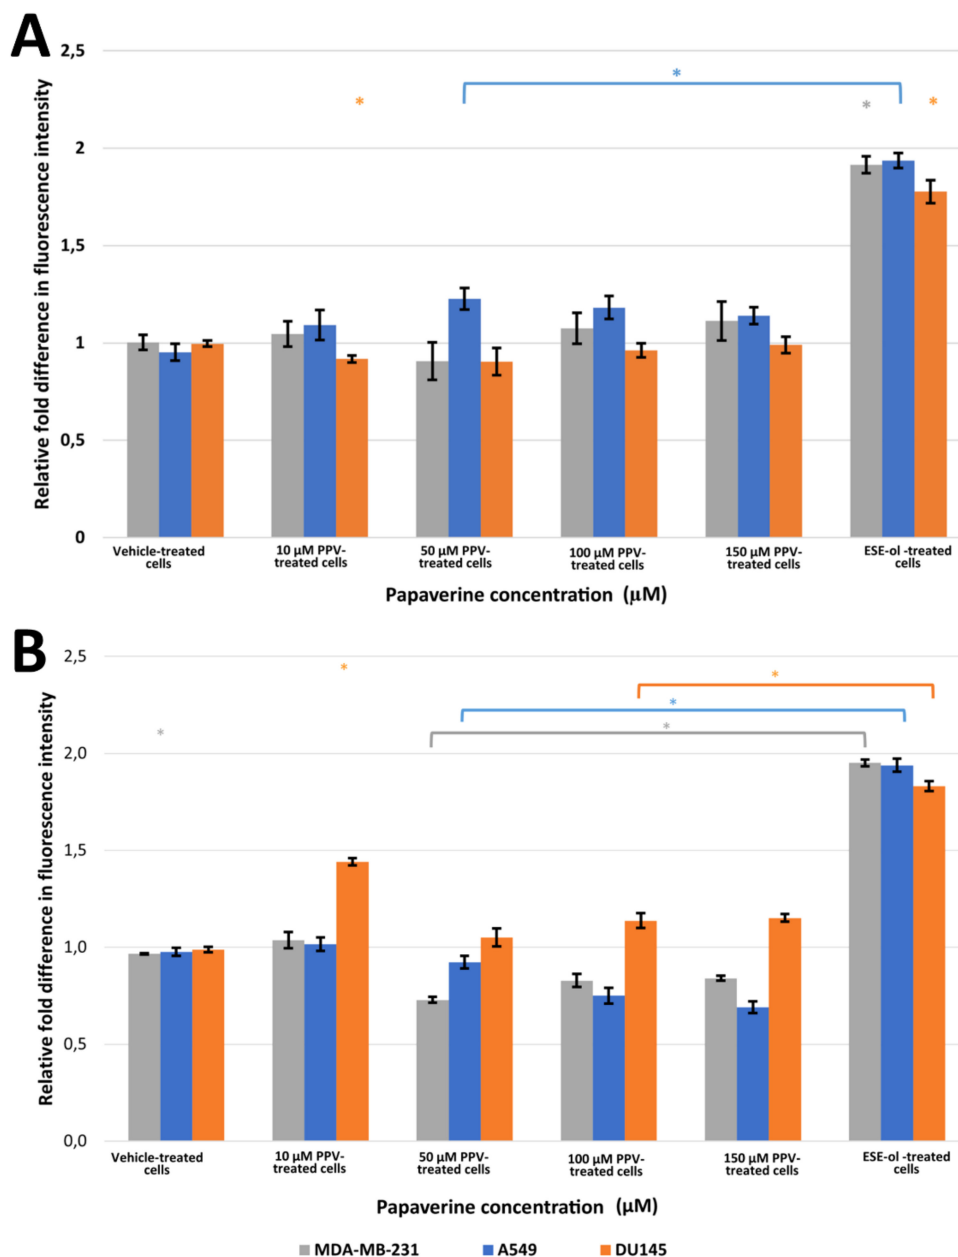 A
Relative fold difference in fluorescence intensity
2,5
2
1,5
1
0,5
0
*
*
*
*
Vehicle-treated
cells
10 µM PPV-
treated cells
50 µM PPV-
treated cells
100 µM PPV-
treated cells
150 µM PPV-
treated cells
ESE-ol -treated
cells
Papaverine concentration (µM)
B
Relative fold difference in fluorescence intensity
2,5
2,0
1,5
1,0
0,5
0,0
*
*
*
*
*
Vehicle-treated
cells
10 µM PPV-
treated cells
50 µM PPV-
treated cells
100 µM PPV-
treated cells
150 µM PPV-
treated cells
ESE-ol -treated
cells
Papaverine concentration (µM)
MDA-MB-231 A549 DU145